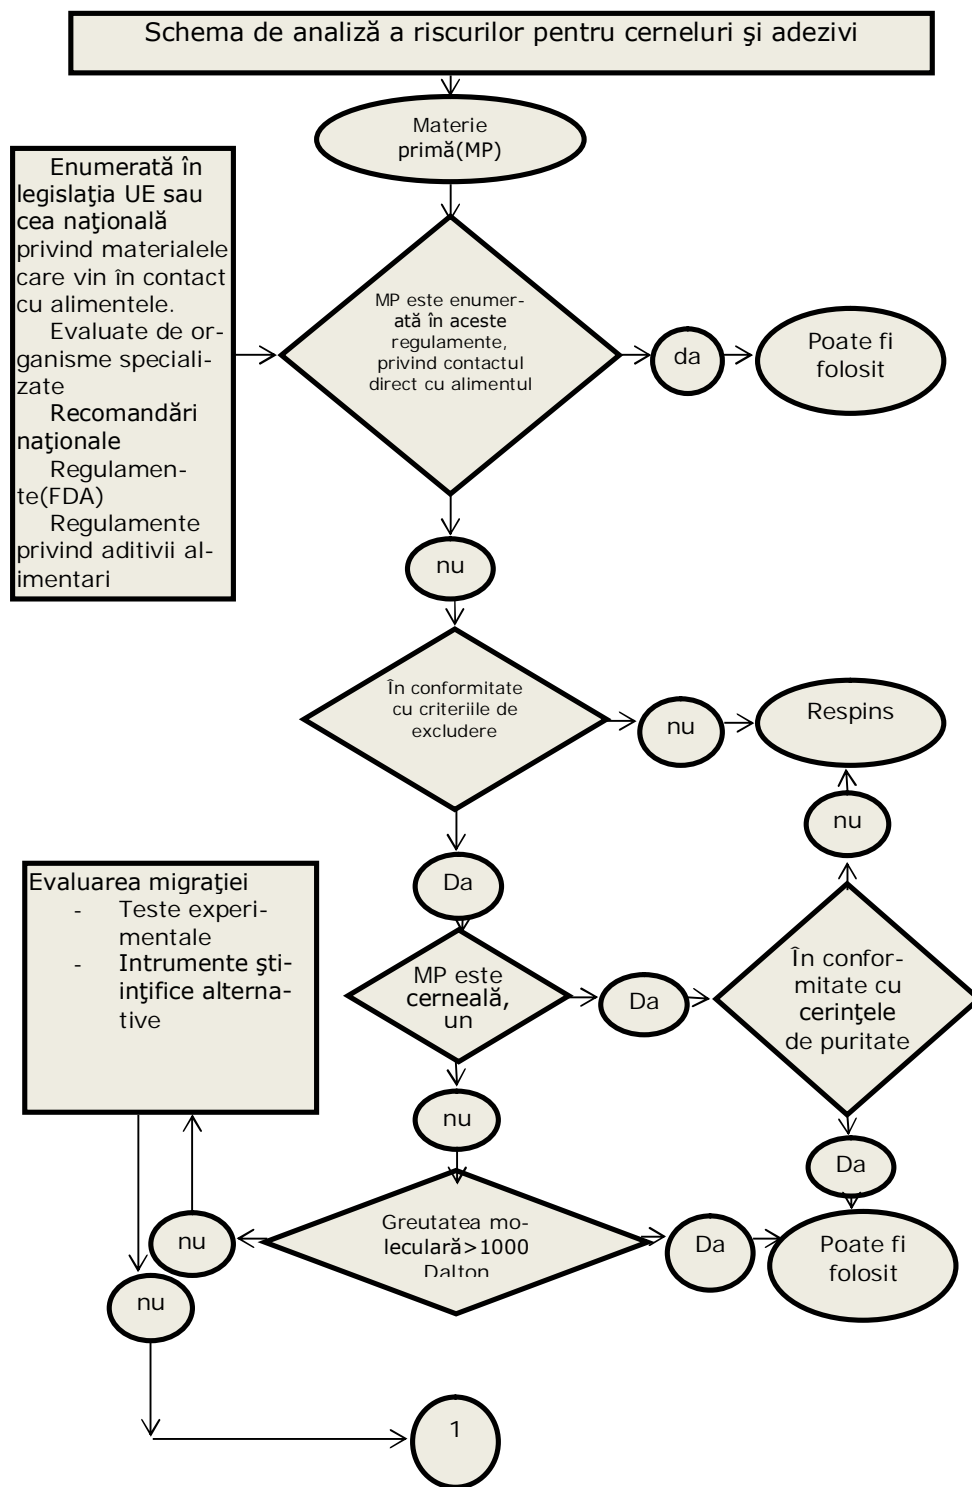 Schema de analiză a riscurilor pentru cerneluri şi adezivi
Materie
primă(MP)
Enumerată în
legislaţia UE sau
cea naţională
privind materialele
care vin în contact
cu alimentele.
Evaluate de or-
ganisme speciali-
zate
Recomandări
naţionale
Regulamen-
te(FDA)
Regulamente
privind aditivii al-
imentari
MP este enumer-
ată în aceste
regulamente,
privind contactul
direct cu alimentul
da
Poate fi
folosit
nu
În conformitate
cu criteriile de
excludere
nu
Respins
nu
Da
Evaluarea migraţiei
- Teste experi-
mentale
- Intrumente şti-
inţifice alterna-
tive
MP este
cerneală,
un
Da
În confor-
mitate cu
cerinţele
de puritate
nu
Da
Greutatea mo-
leculară>1000
Dalton
nu
Da
Poate fi
folosit
nu
1